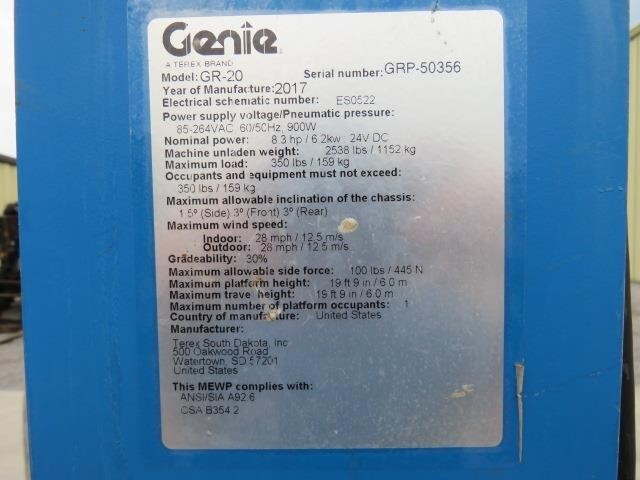 Genie
A TEREX BRAND
Model: GR-20 Serial number: GRP-50356
Year of Manufacture: 2017
Electrical schematic number: ES0522
Power supply voltage/Pneumatic pressure:
85-264VAC, 60/50Hz, 900W
Nominal power: 8.3 hp / 6.2kw 24V DC
Machine unladen weight: 2538 lbs / 1152 kg
Maximum load: 350 lbs / 159 kg
Occupants and equipment must not exceed:
350 lbs / 159 kg
Maximum allowable inclination of the chassis:
1.5° (Side) 3° (Front) 3° (Rear)
Maximum wind speed:
Indoor: 28 mph / 12.5 m/s
Outdoor: 28 mph / 12.5 m/s
Gradeability: 30%
Maximum allowable side force: 100 lbs / 445 N
Maximum platform height: 19 ft 9 in / 6.0 m
Maximum travel height: 19 ft 9 in / 6.0 m
Maximum number of platform occupants: 1
Country of manufacture: United States
Manufacturer:
Terex South Dakota, Inc
500 Oakwood Road
Watertown, SD 57201
United States
This MEWP complies with:
ANSI/SIA A92.6
CSA B354.2